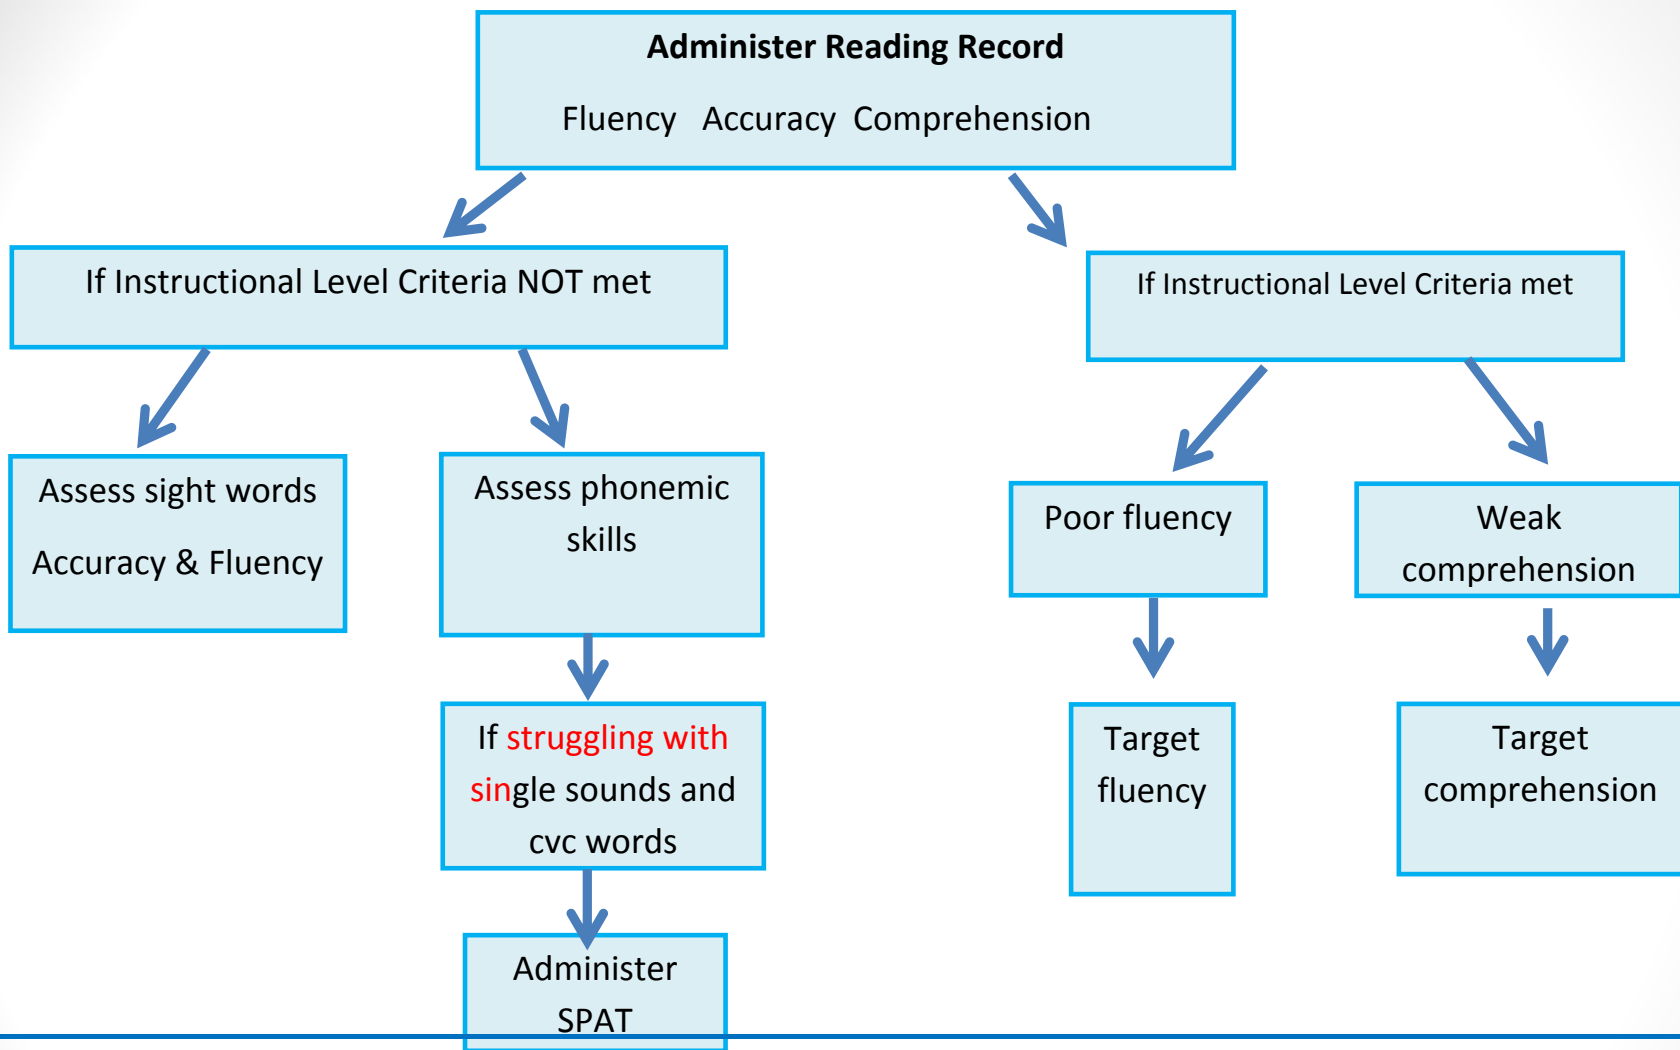 Administer Reading Record
Fluency Accuracy Comprehension
If Instructional Level Criteria NOT met
If Instructional Level Criteria met
Assess sight words
Accuracy & Fluency
Assess phonemic
skills
Poor fluency
Weak
comprehension
If struggling with
single sounds and
cvc words
Target
fluency
Target
comprehension
Administer
SPAT